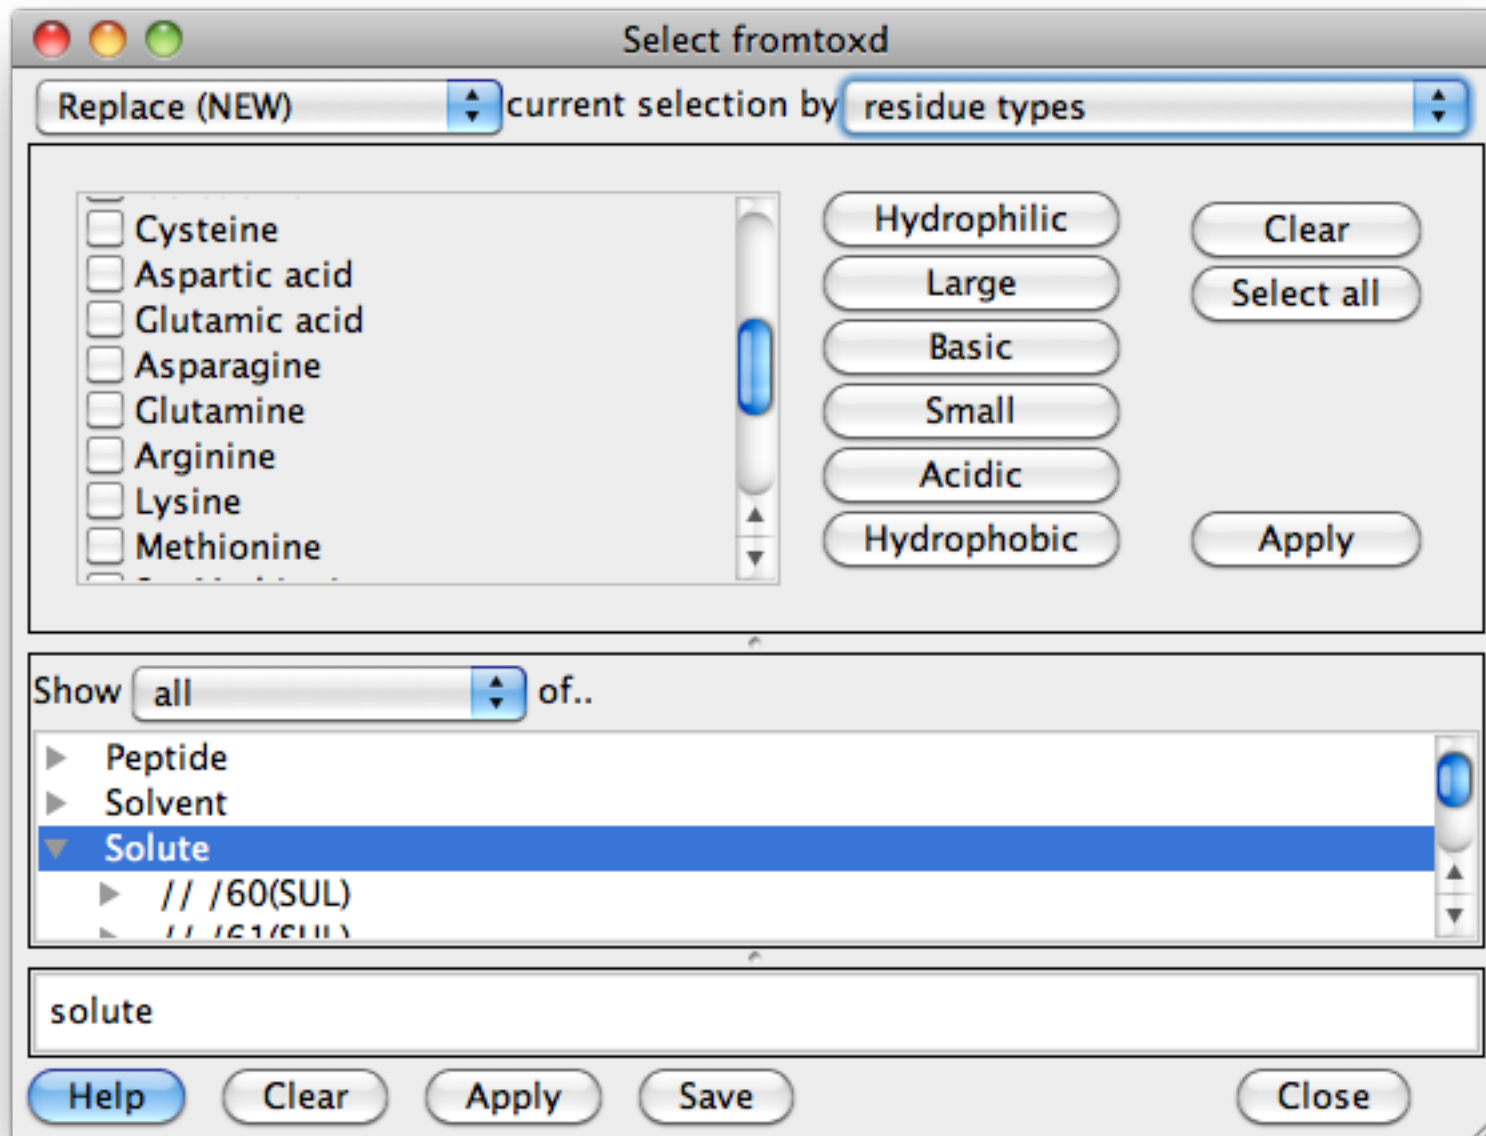 Select fromtoxd
Replace (NEW) current selection by residue types
Cysteine
Aspartic acid
Glutamic acid
Asparagine
Glutamine
Arginine
Lysine
Methionine
Hydrophilic
Large
Basic
Small
Acidic
Hydrophobic
Clear
Select all
Apply
Show all of..
Peptide
Solvent
Solute
// /60(SUL)
// /61(SUL)
solute
Help Clear Apply Save Close